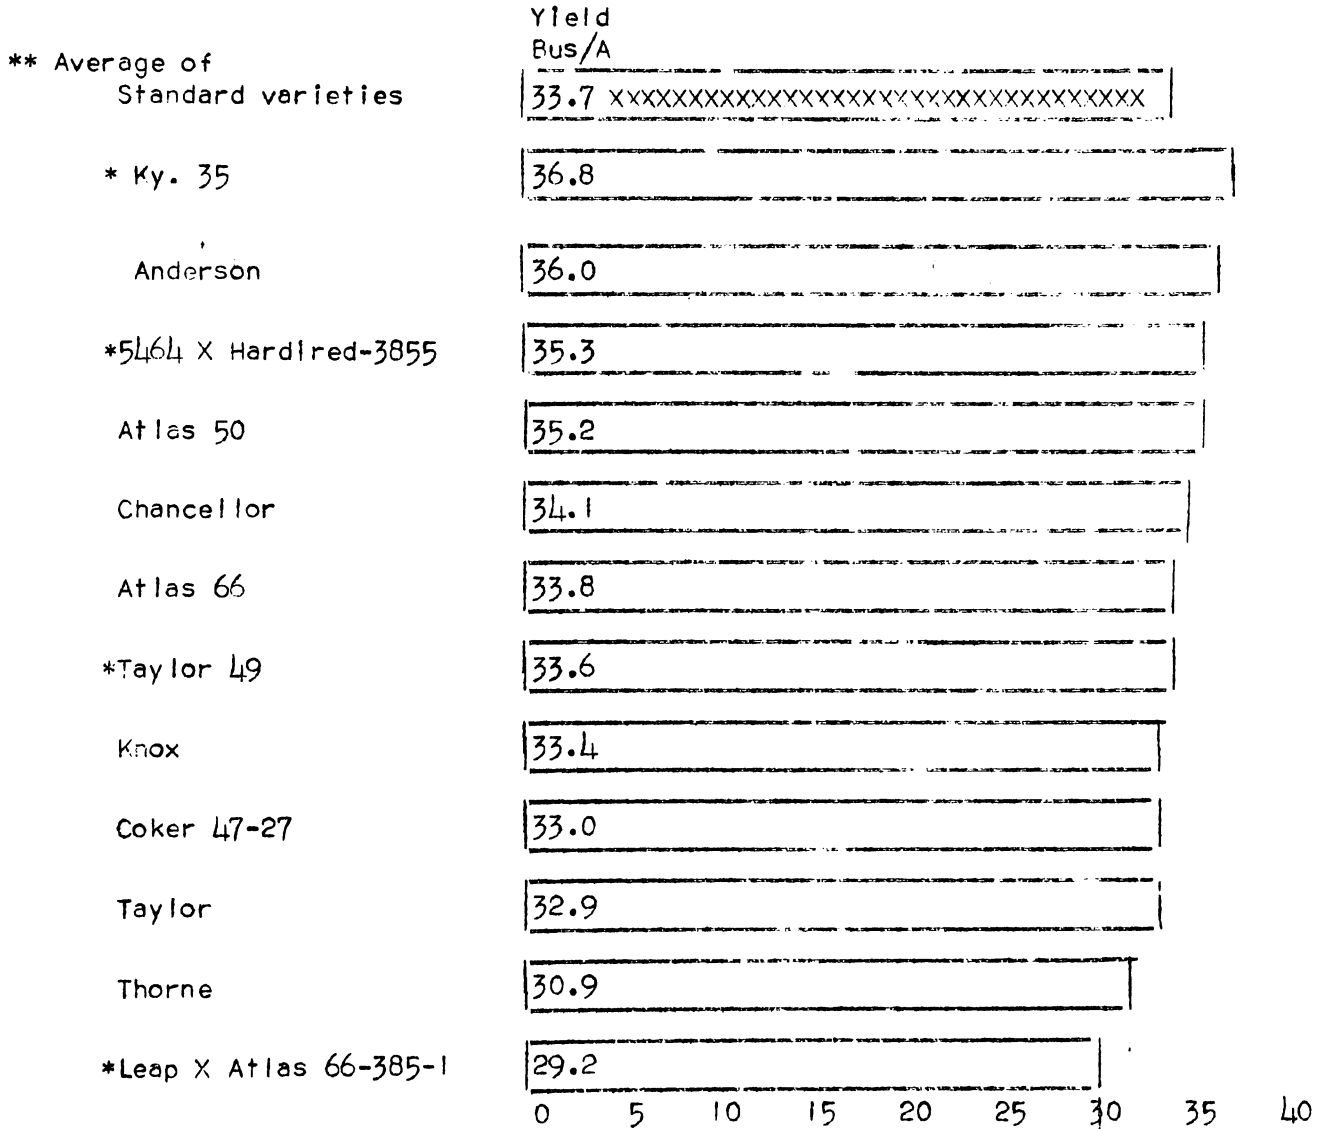 Yield
Bus/A
** Average of
Standard varieties
33.7 XXXXXXXXXXXXXXXXXXXXXXXXXXXXXXXXXX
* Ky. 35 36.8
Anderson 36.0
*5464 X Hardired-3855 35.3
Atlas 50 35.2
Chancellor 34.1
Atlas 66 33.8
*Taylor 49 33.6
Knox 33.4
Coker 47-27 33.0
Taylor 32.9
Thorne 30.9
*Leap X Atlas 66-385-1 29.2
0 5 10 15 20 25 30 35 40